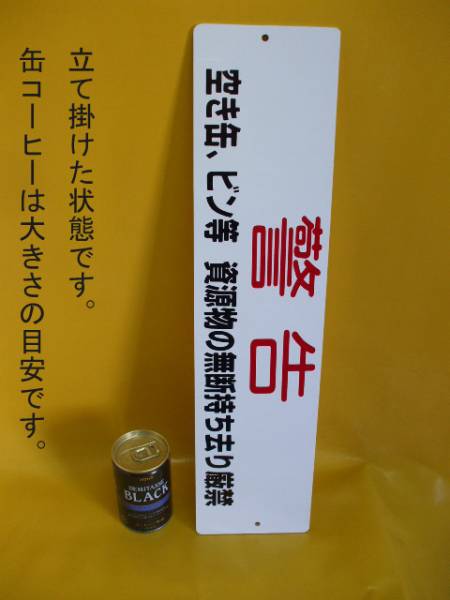 立て掛けた状態です。
缶コーヒーは大きさの目安です。
警告
空き缶、ビン等 資源物の無断持ち去り厳禁
DEMITASSE
BLACK